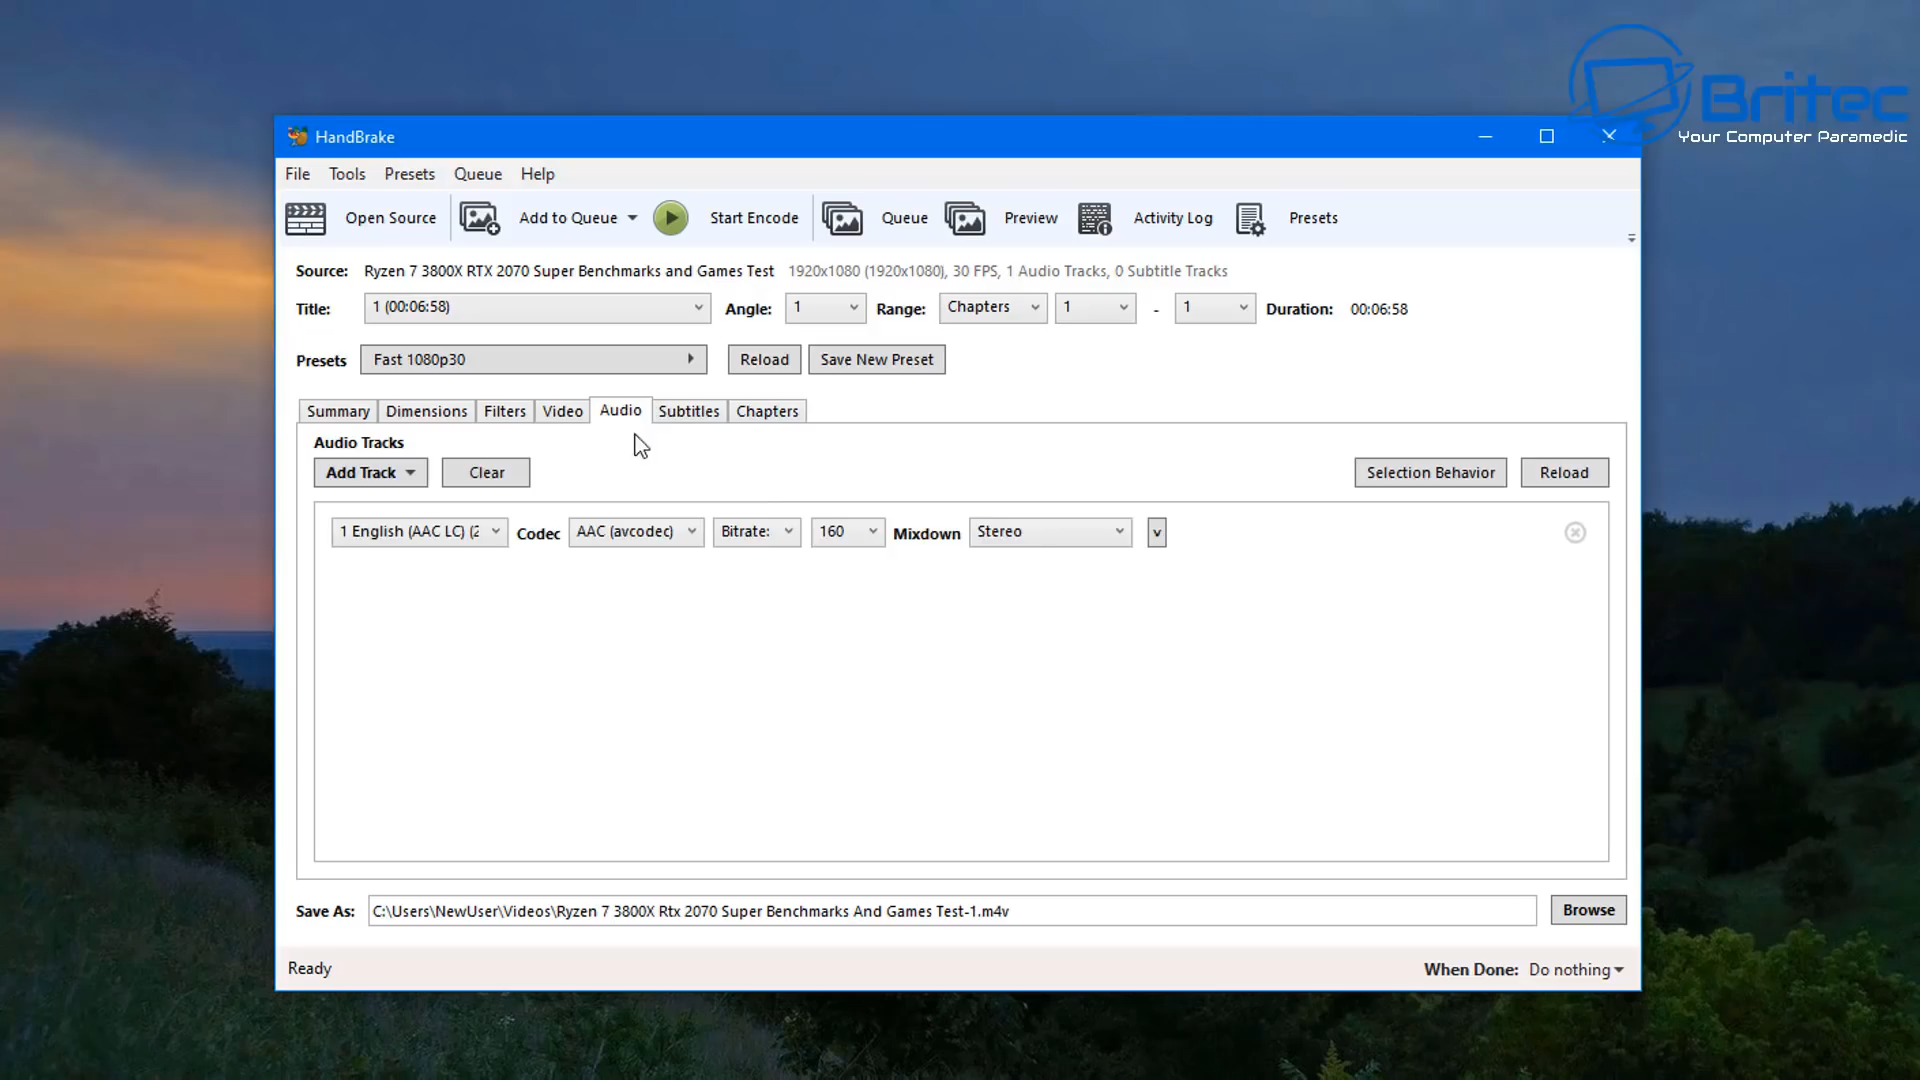 Britec
Your Computer Paramedic
HandBrake
File Tools Presets Queue Help
Open Source Add to Queue Start Encode Queue Preview Activity Log Presets
Source: Ryzen 7 3800X RTX 2070 Super Benchmarks and Games Test 1920x1080 (1920x1080), 30 FPS, 1 Audio Tracks, 0 Subtitle Tracks
Title: 1 (00:06:58) Angle: 1 Range: Chapters 1 - 1 Duration: 00:06:58
Presets Fast 1080p30 Reload Save New Preset
Summary Dimensions Filters Video Audio Subtitles Chapters
Audio Tracks
Add Track Clear Selection Behavior Reload
1 English (AAC LC) (2 Codec AAC (avcodec) Bitrate: 160 Mixdown Stereo v
Save As: C:\Users\NewUser\Videos\Ryzen 7 3800X Rtx 2070 Super Benchmarks And Games Test-1.m4v Browse
Ready When Done: Do nothing